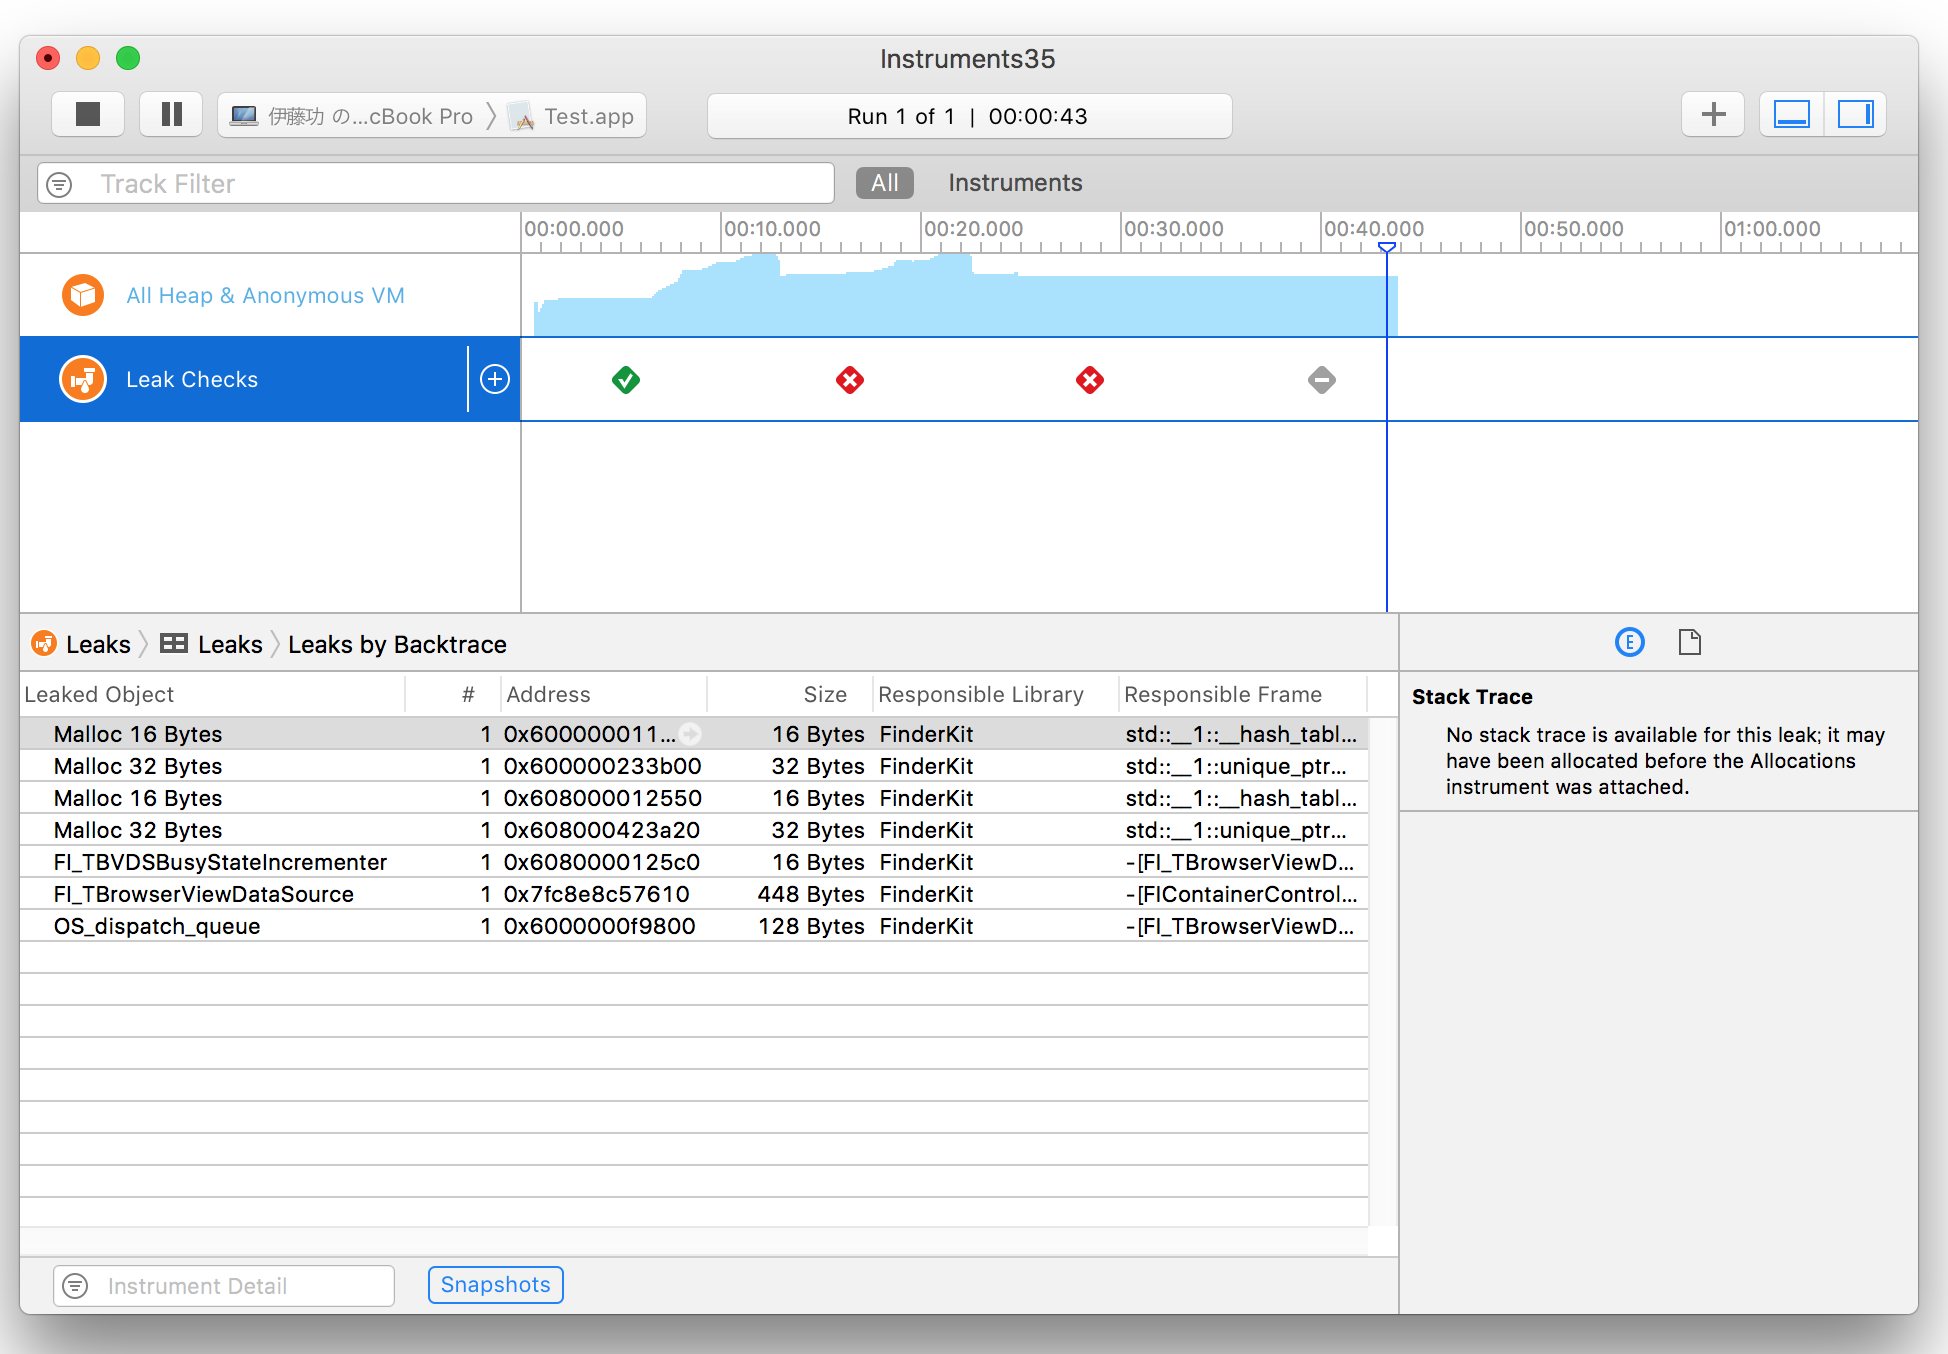 Instruments35
伊藤功 の...cBook Pro Test.app
Run 1 of 1 | 00:00:43
Track Filter All Instruments
00:00.000 00:10.000 00:20.000 00:30.000 00:40.000 00:50.000 01:00.000
All Heap & Anonymous VM
Leak Checks
Leaks Leaks Leaks by Backtrace
Leaked Object # Address Size Responsible Library Responsible Frame
Malloc 16 Bytes 1 0x600000011... 16 Bytes FinderKit std::__1::__hash_tabl...
Malloc 32 Bytes 1 0x600000233b00 32 Bytes FinderKit std::__1::unique_ptr...
Malloc 16 Bytes 1 0x608000012550 16 Bytes FinderKit std::__1::__hash_tabl...
Malloc 32 Bytes 1 0x608000423a20 32 Bytes FinderKit std::__1::unique_ptr...
FI_TBVDSBusyStateIncrementer 1 0x6080000125c0 16 Bytes FinderKit -[FI_TBrowserViewD...
FI_TBrowserViewDataSource 1 0x7fc8e8c57610 448 Bytes FinderKit -[FIContainerControl...
OS_dispatch_queue 1 0x6000000f9800 128 Bytes FinderKit -[FI_TBrowserViewD...
E
Stack Trace
No stack trace is available for this leak; it may
have been allocated before the Allocations
instrument was attached.
Instrument Detail Snapshots